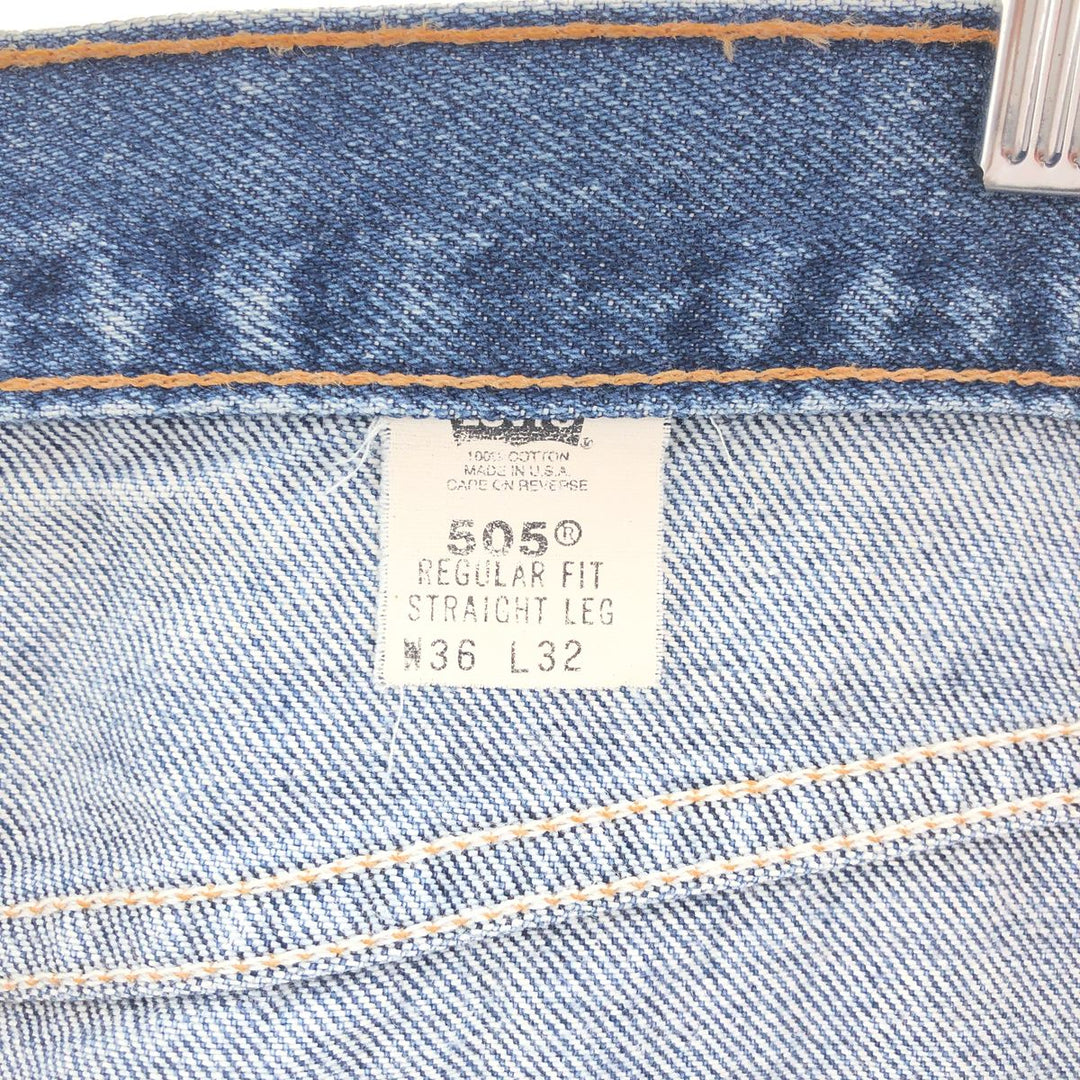 100% COTTON
MADE IN U.S.A.
CARE ON REVERSE
505®
REGULAR FIT
STRAIGHT LEG
W36 L32